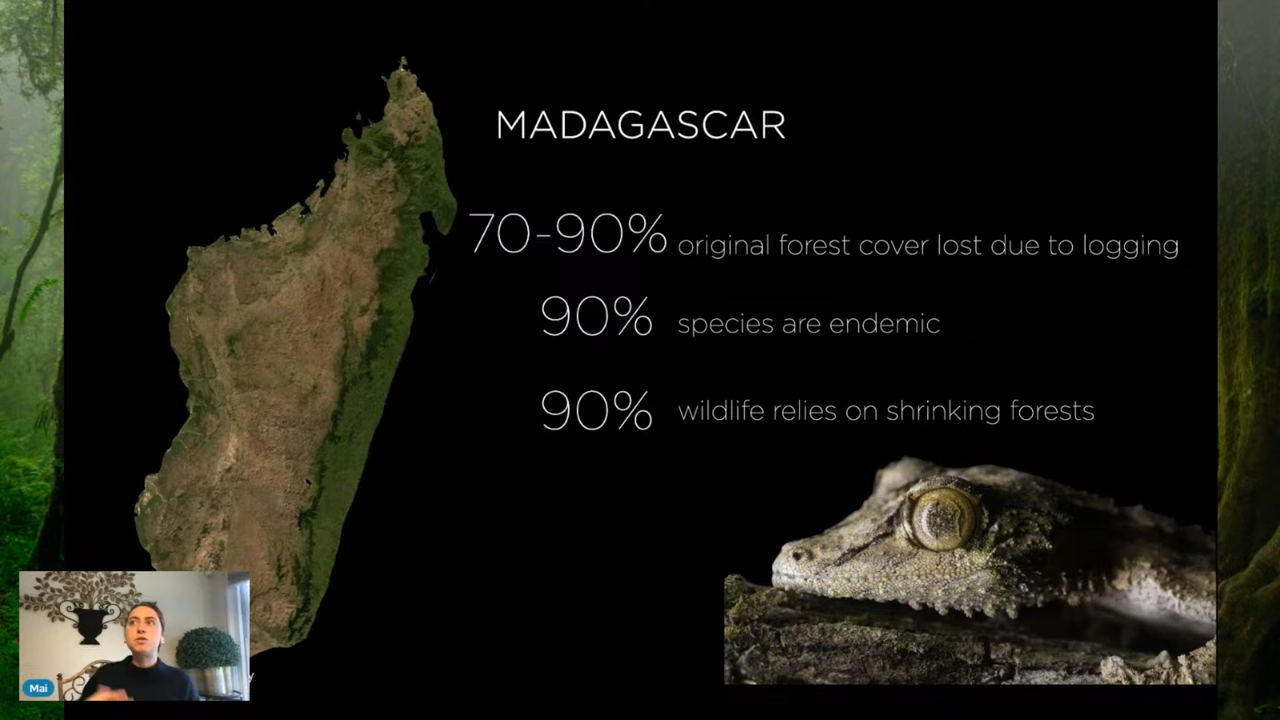 MADAGASCAR
70-90% original forest cover lost due to logging
90% species are endemic
90% wildlife relies on shrinking forests
Mai